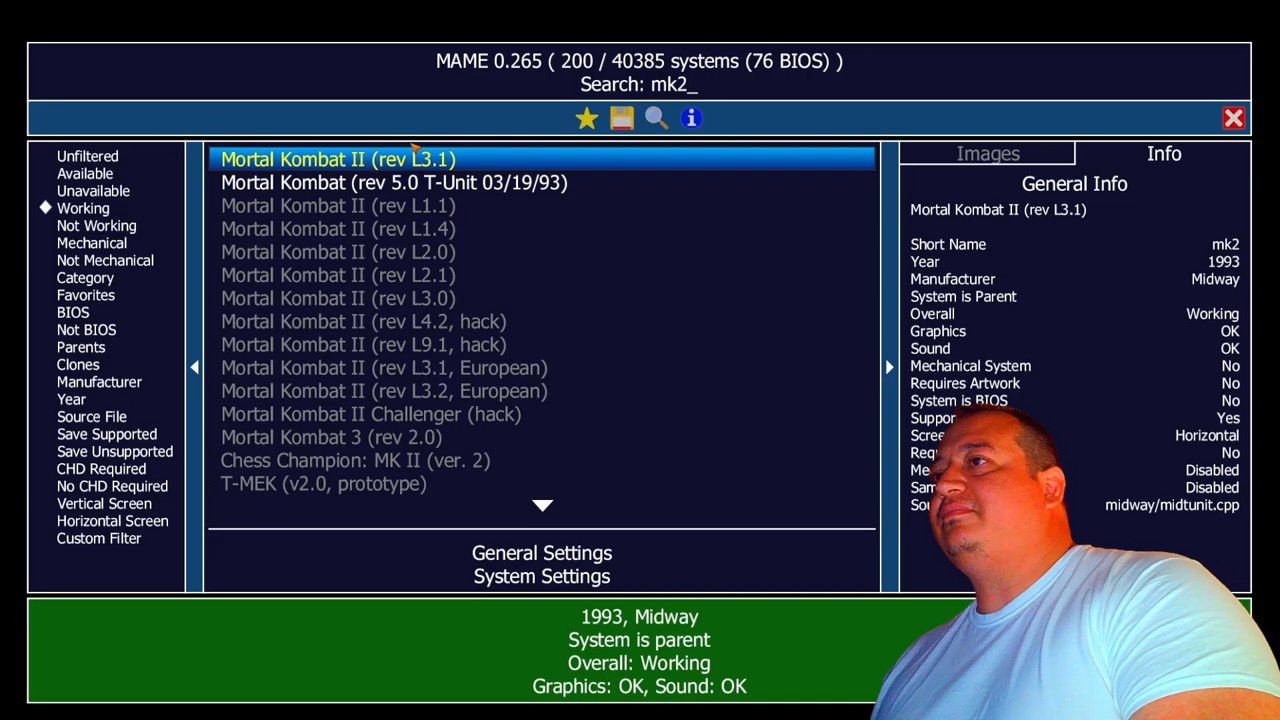 MAME 0.265 ( 200 / 40385 systems (76 BIOS) )
Search: mk2_
Unfiltered
Available
Unavailable
Working
Not Working
Mechanical
Not Mechanical
Category
Favorites
BIOS
Not BIOS
Parents
Clones
Manufacturer
Year
Source File
Save Supported
Save Unsupported
CHD Required
No CHD Required
Vertical Screen
Horizontal Screen
Custom Filter
Mortal Kombat II (rev L3.1)
Mortal Kombat (rev 5.0 T-Unit 03/19/93)
Mortal Kombat II (rev L1.1)
Mortal Kombat II (rev L1.4)
Mortal Kombat II (rev L2.0)
Mortal Kombat II (rev L2.1)
Mortal Kombat II (rev L3.0)
Mortal Kombat II (rev L4.2, hack)
Mortal Kombat II (rev L9.1, hack)
Mortal Kombat II (rev L3.1, European)
Mortal Kombat II (rev L3.2, European)
Mortal Kombat II Challenger (hack)
Mortal Kombat 3 (rev 2.0)
Chess Champion: MK II (ver. 2)
T-MEK (v2.0, prototype)
General Settings
System Settings
Images Info
General Info
Mortal Kombat II (rev L3.1)
Short Name mk2
Year 1993
Manufacturer Midway
System is Parent
Overall Working
Graphics OK
Sound OK
Mechanical System No
Requires Artwork No
System is BIOS No
Yes
Horizontal
No
Disabled
Disabled
midway/midtunit.cpp
1993, Midway
System is parent
Overall: Working
Graphics: OK, Sound: OK